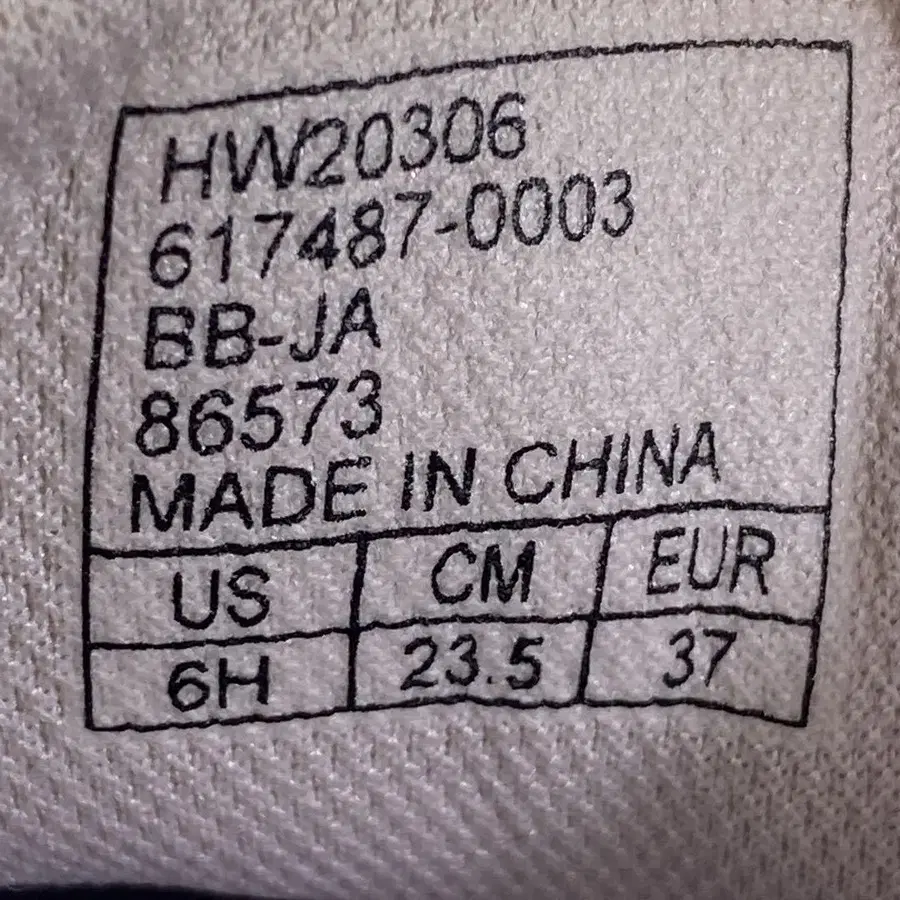 HW20306
617487-0003
BB-JA
86573
MADE IN CHINA
US CM EUR
6H 23.5 37